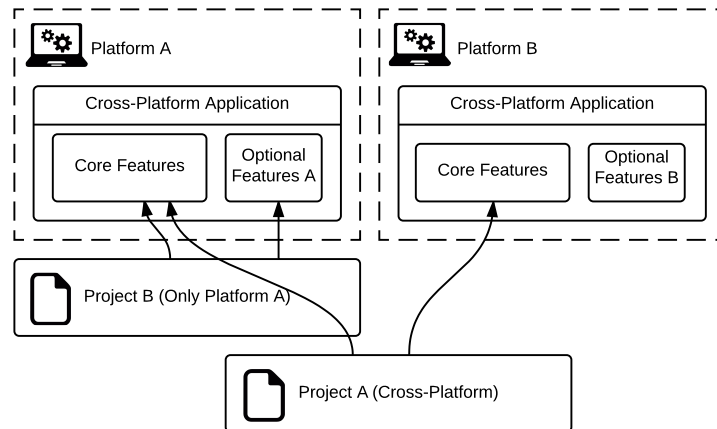 Platform A
Platform B
Cross-Platform Application
Cross-Platform Application
Core Features
Optional
Features A
Core Features
Optional
Features B
Project B (Only Platform A)
Project A (Cross-Platform)